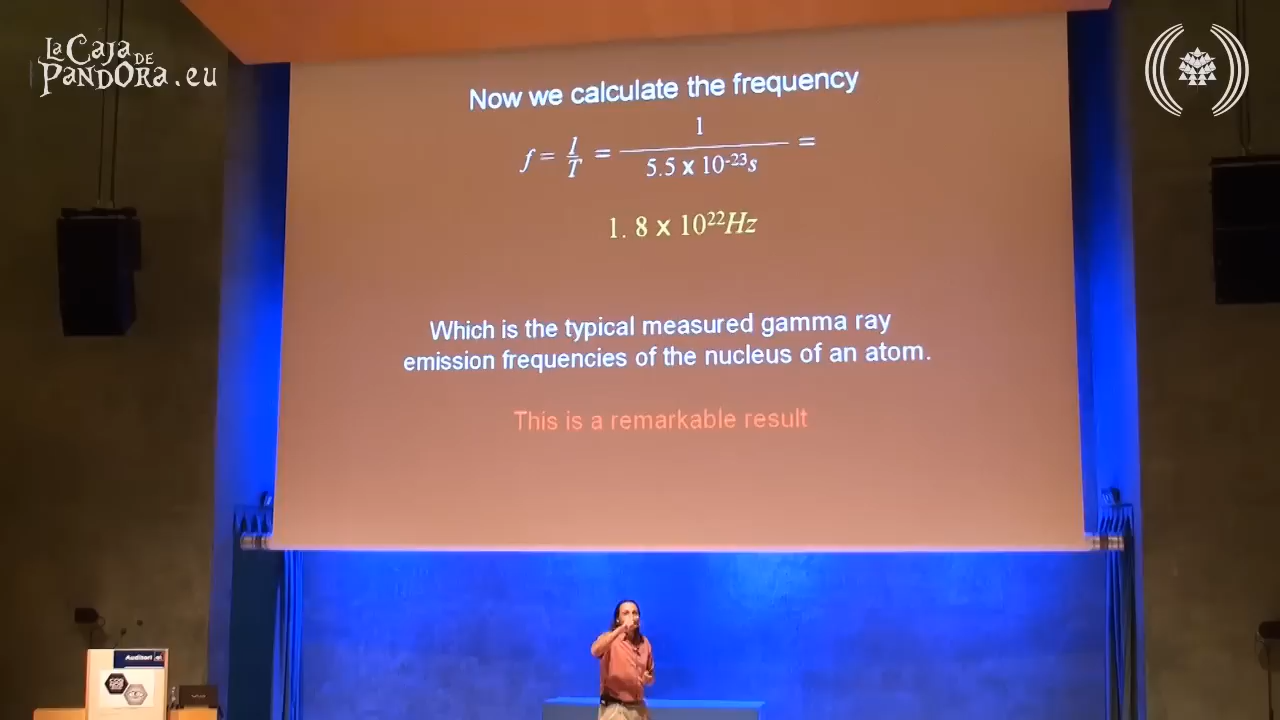 La Caja de Pandora.eu
Now we calculate the frequency
f = 1/T = 1 / 5.5 x 10⁻²³s =
1. 8 x 10²²Hz
Which is the typical measured gamma ray
emission frequencies of the nucleus of an atom.
This is a remarkable result
Auditori